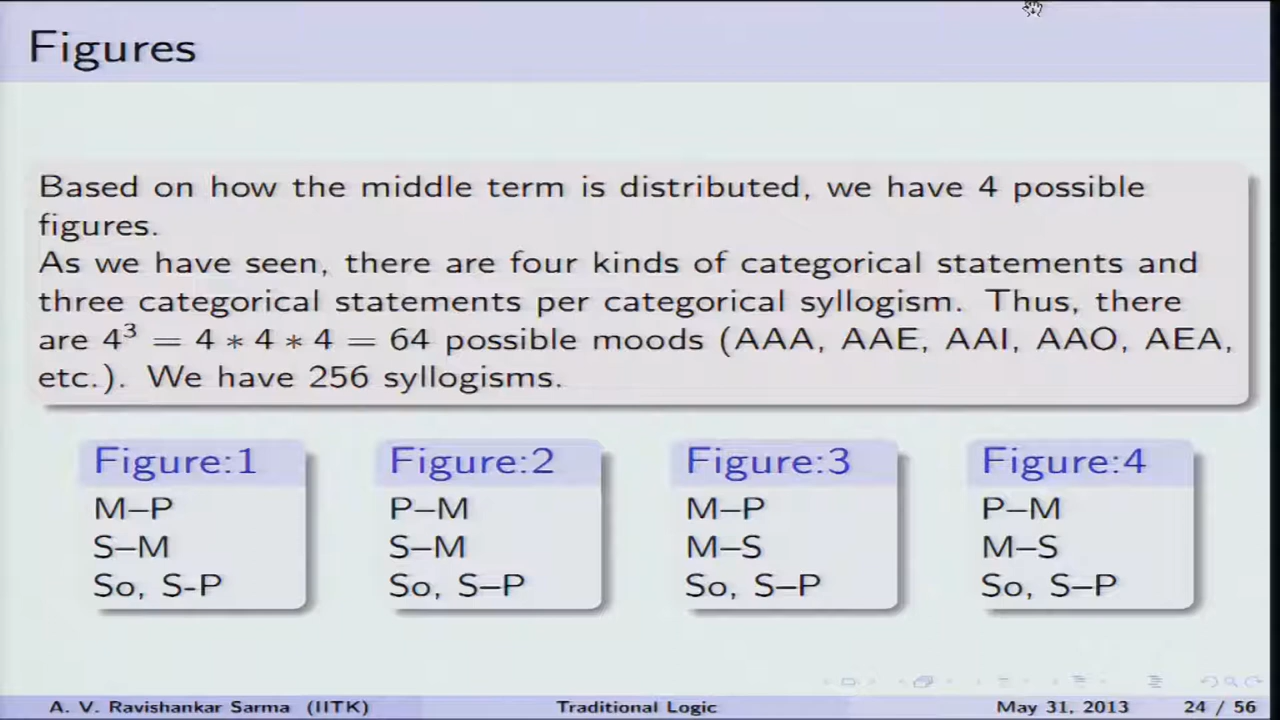 Figures
Based on how the middle term is distributed, we have 4 possible
figures.
As we have seen, there are four kinds of categorical statements and
three categorical statements per categorical syllogism. Thus, there
are 4³ = 4 ∗ 4 ∗ 4 = 64 possible moods (AAA, AAE, AAI, AAO, AEA,
etc.). We have 256 syllogisms.
Figure:1
M–P
S–M
So, S-P
Figure:2
P–M
S–M
So, S–P
Figure:3
M–P
M–S
So, S–P
Figure:4
P–M
M–S
So, S–P
A. V. Ravishankar Sarma (IITK) Traditional Logic May 31, 2013 24 / 56